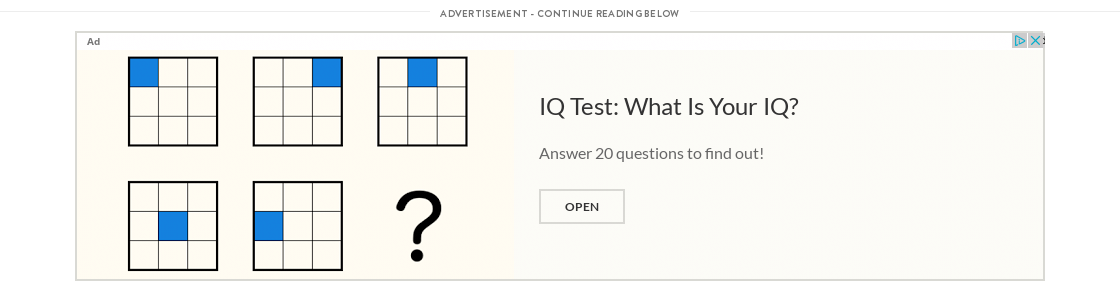 ADVERTISEMENT - CONTINUE READING BELOW
Ad
?
IQ Test: What Is Your IQ?
Answer 20 questions to find out!
OPEN